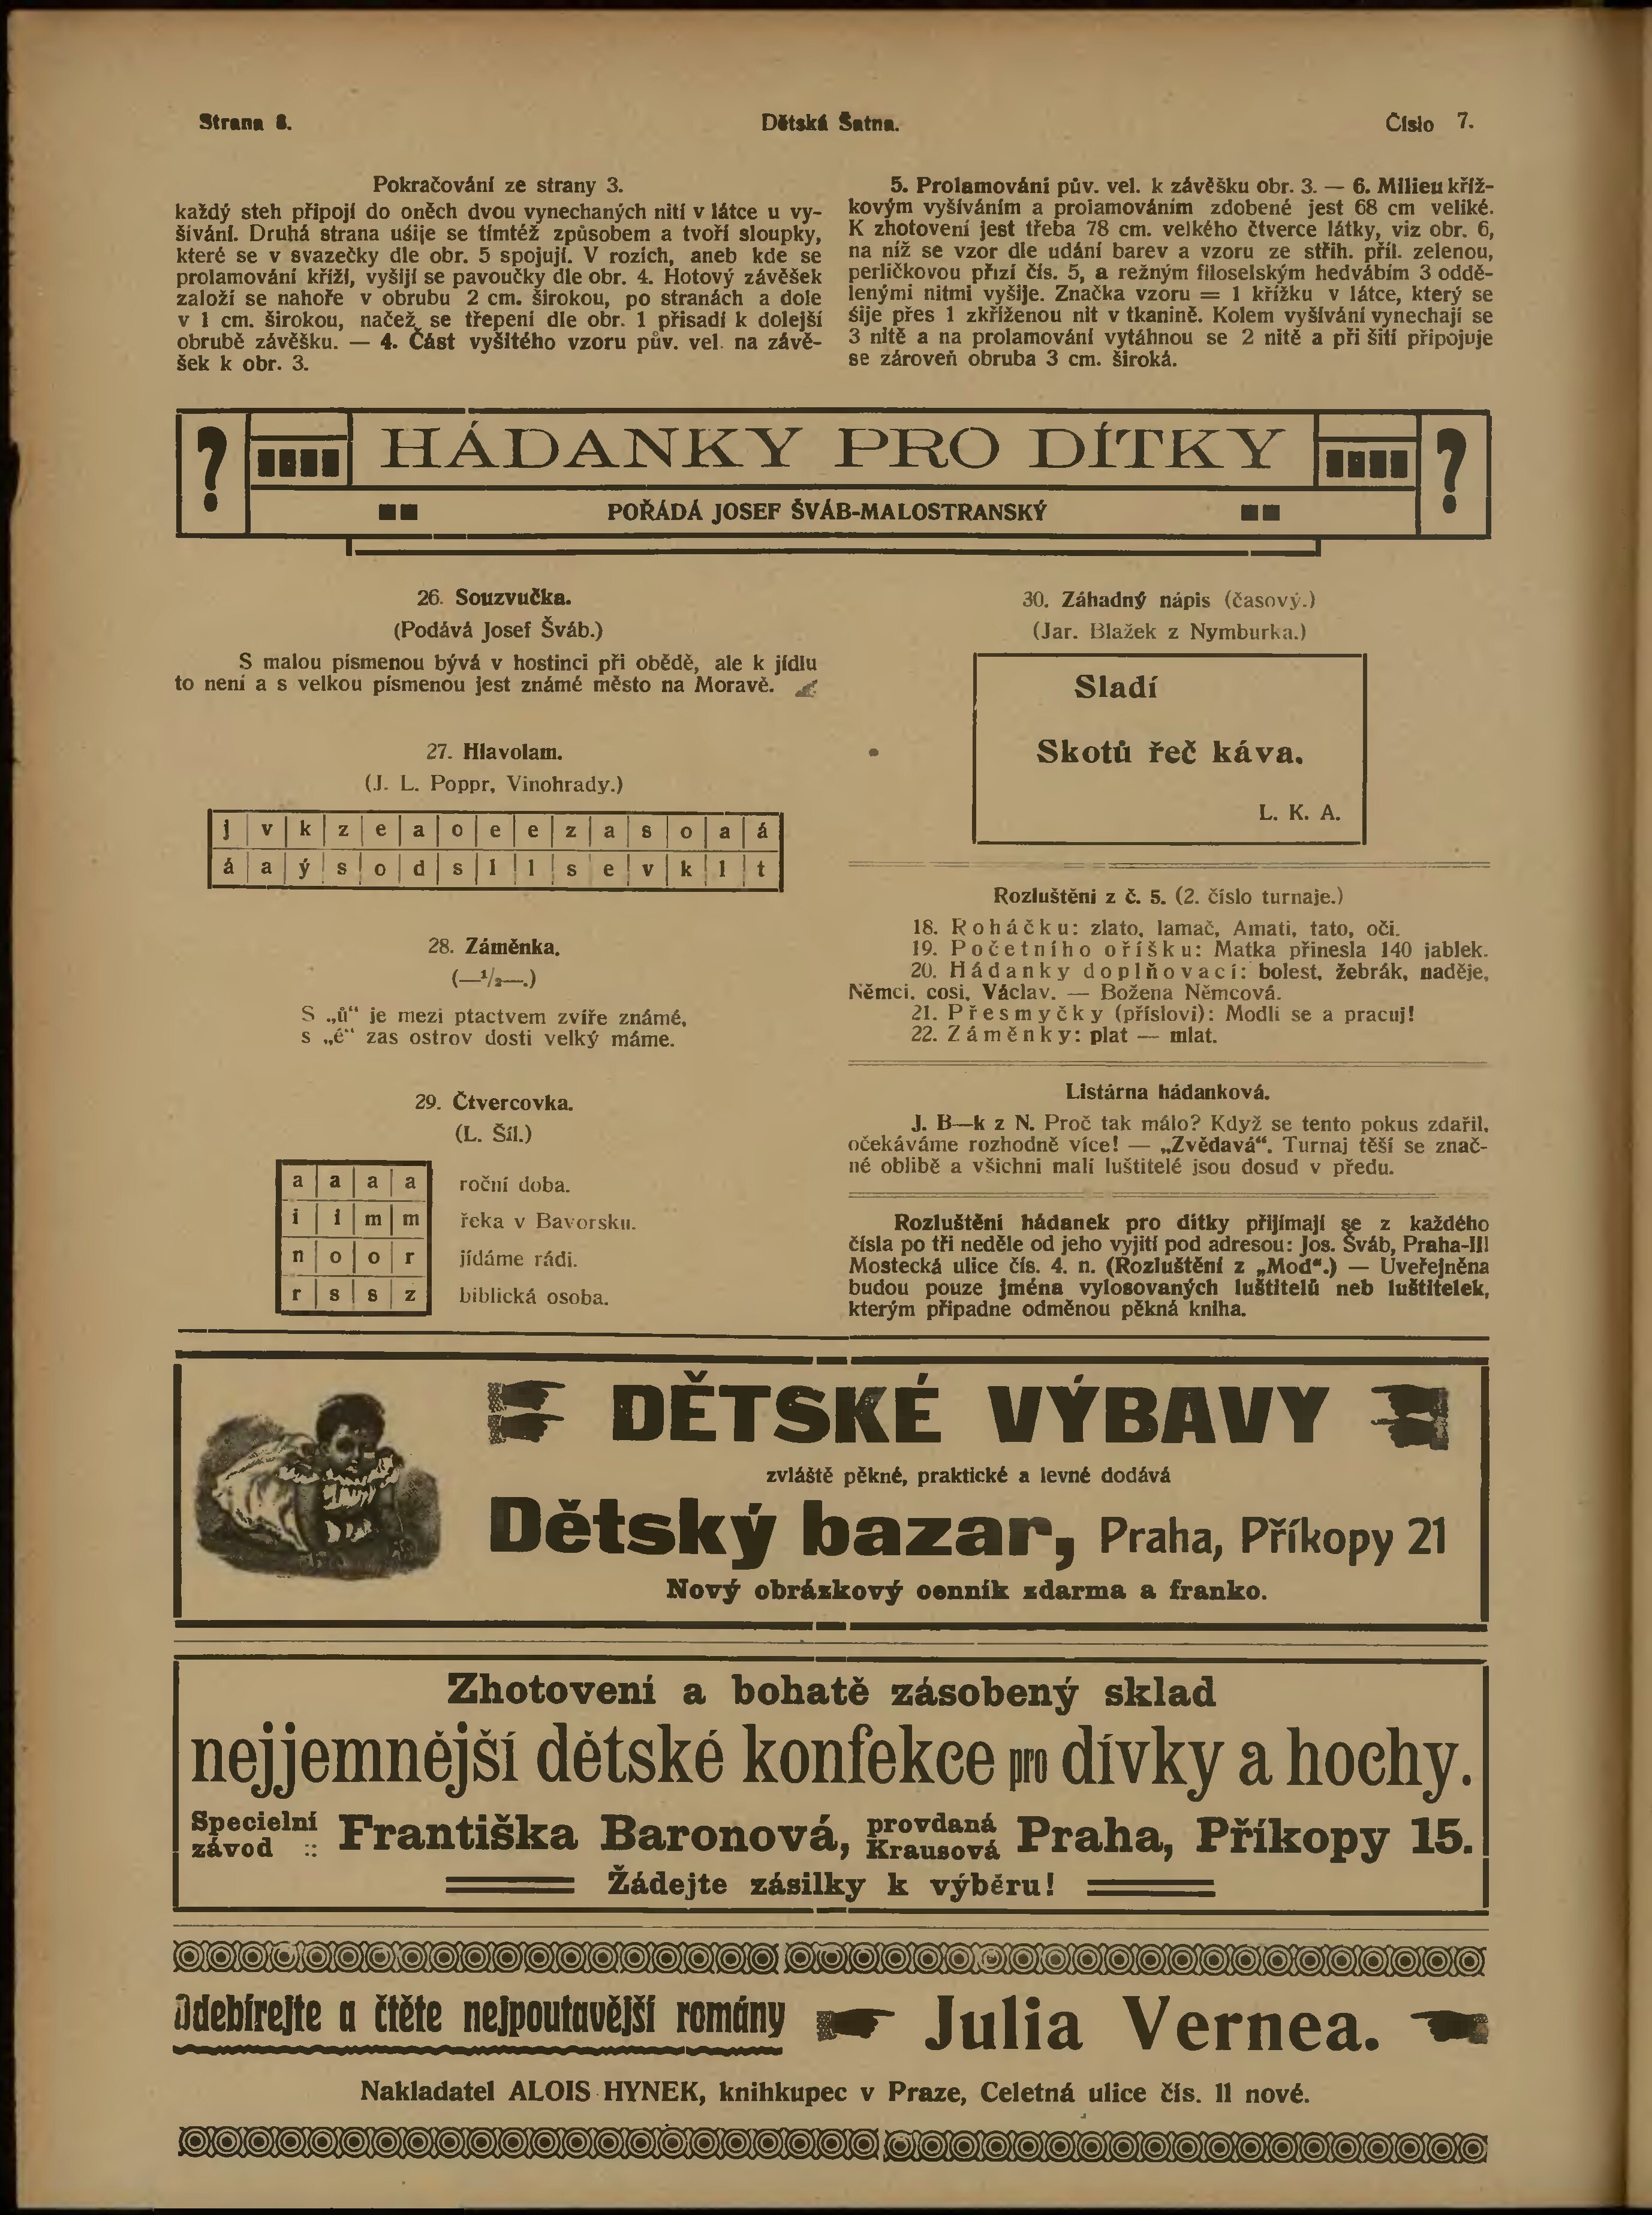 Strana 8.
Dětská Šatna.
Číslo 7.
Pokračování ze strany 3.
každý steh připojí do oněch dvou vynechaných nití v látce u vy-
šívání. Druhá strana ušije se tímtéž způsobem a tvoří sloupky,
které se v svazečky dle obr. 5 spojují. V rozích, aneb kde se
prolamování kříží, vyšijí se pavoučky dle obr. 4. Hotový závěšek
založí se nahoře v obrubu 2 cm. širokou, po stranách a dole
v 1 cm. širokou, načež se třepení dle obr. 1 přisadí k dolejší
obrubě závěšku. — 4. Část vyšitého vzoru pův. vel. na závě-
šek k obr. 3.
5. Prolamování pův. vel. k závěšku obr. 3. — 6. Milieu kříž-
kovým vyšíváním a prolamováním zdobené jest 68 cm veliké.
K zhotovení jest třeba 78 cm. velkého čtverce látky, viz obr. 6,
na níž se vzor dle udání barev a vzoru ze střih. příl. zelenou,
perličkovou přízí čís. 5, a režným filoselským hedvábím 3 oddě-
lenými nitmi vyšije. Značka vzoru = 1 křížku v látce, který se
šije přes 1 zkříženou nit v tkanině. Kolem vyšívání vynechají se
3 nitě a na prolamování vytáhnou se 2 nitě a při šití připojuje
se zároveň obruba 3 cm. široká.
? HÁDANKY PRO DÍTKY ?
POŘÁDÁ JOSEF ŠVÁB-MALOSTRANSKÝ
26. Souzvučka.
(Podává Josef Šváb.)
S malou písmenou bývá v hostinci při obědě, ale k jídlu
to není a s velkou písmenou jest známé město na Moravě.
27. Hlavolam.
(J. L. Poppr, Vinohrady.)
j v k z e a o e e z a s o a á
á a ý s o d s l l s e v k l t
28. Záměnka.
(—½—.)
S „ů“ je mezi ptactvem zvíře známé,
s „é“ zas ostrov dosti velký máme.
29. Čtvercovka.
(L. Šíl.)
a a a a roční doba.
i i m m řeka v Bavorsku.
n o o r jídáme rádi.
r s s z biblická osoba.
30. Záhadný nápis (časový.)
(Jar. Blažek z Nymburka.)
Sladí
Skotů řeč káva.
L. K. A.
Rozluštění z č. 5. (2. číslo turnaje.)
18. Roháčku: zlato, lamač, Amati, tato, oči.
19. Početního oříšku: Matka přinesla 140 jablek.
20. Hádanky doplňovací: bolest, žebrák, naděje,
Němci, cosi, Václav. — Božena Němcová.
21. Přesmyčky (přísloví): Modli se a pracuj!
22. Záměnky: plat — mlat.
Listárna hádanková.
J. B—k z N. Proč tak málo? Když se tento pokus zdařil,
očekáváme rozhodně více! — „Zvědavá“. Turnaj těší se znač-
né oblibě a všichni malí luštitelé jsou dosud v předu.
Rozluštění hádanek pro dítky přijímají se z každého
čísla po tři neděle od jeho vyjití pod adresou: Jos. Šváb, Praha-III
Mostecká ulice čís. 4. n. (Rozluštění z „Mod“.) — Uveřejněna
budou pouze jména vylosovaných luštitelů neb luštitelek,
kterým připadne odměnou pěkná kniha.
DĚTSKÉ VÝBAVY
zvláště pěkné, praktické a levné dodává
Dětský bazar, Praha, Příkopy 21
Nový obrázkový cenník zdarma a franko.
Zhotovení a bohatě zásobený sklad
nejjemnější dětské konfekce pro dívky a hochy.
Specielní závod :: Františka Baronová, provdaná Krausová Praha, Příkopy 15.
Žádejte zásilky k výběru!
Odebírejte a čtěte nejpoutavější romány
Julia Vernea.
Nakladatel ALOIS HYNEK, knihkupec v Praze, Celetná ulice čís. 11 nové.